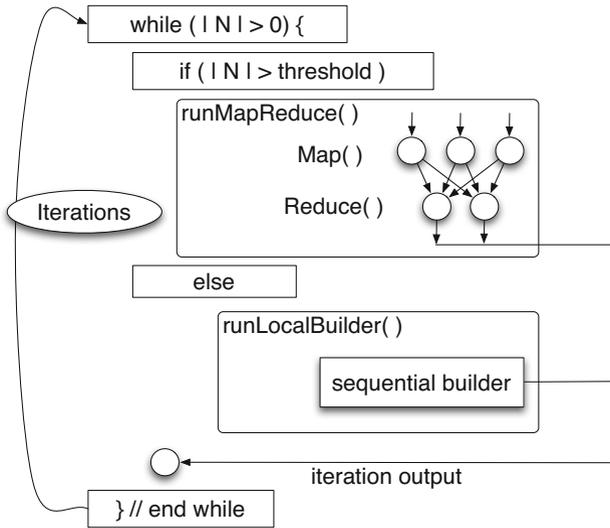 while ( | N | > 0) {
if ( | N | > threshold )
runMapReduce( )
Map( )
Reduce( )
Iterations
else
runLocalBuilder( )
sequential builder
iteration output
} // end while